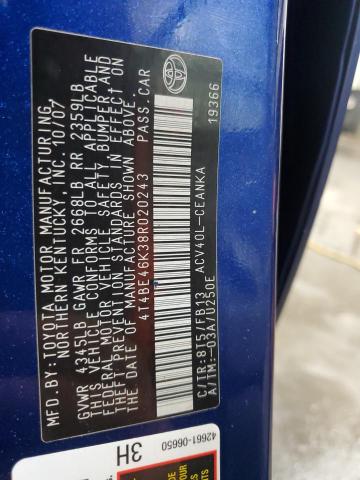 MFD. BY:
TOYOTA MOTOR MANUFACTURING,
NORTHERN KENTUCKY, INC. 10/07
GVWR 4345LB GAWR FR 2668LB RR 2359LB
THIS VEHICLE CONFORMS TO ALL APPLICABLE
FEDERAL MOTOR VEHICLE SAFETY, BUMPER, AND
THEFT PREVENTION STANDARDS IN EFFECT ON
THE DATE OF MANUFACTURE SHOWN ABOVE.
4T4BE46K38R020243 PASS.CAR
C/TR:8T5/FB13 ACV40L-CEANKA
A/TM:-03A/U250E 19366
42661-06650
3H
YOUR